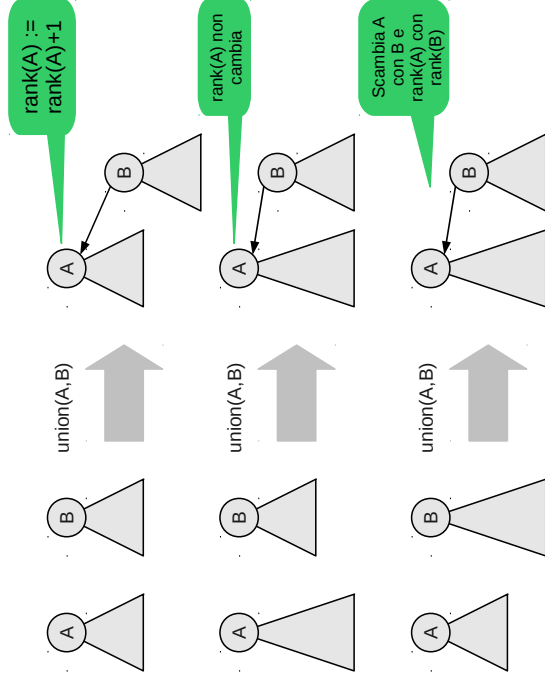 A
B
union(A,B)
A
B
rank(A) :=
rank(A)+1
A
B
union(A,B)
A
B
rank(A) non
cambia
A
B
union(A,B)
A
B
Scambia A
con B e
rank(A) con
rank(B)